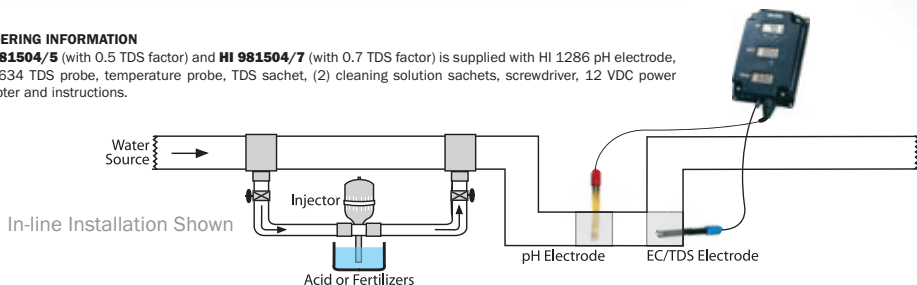 DERING INFORMATION
81504/5 (with 0.5 TDS factor) and HI 981504/7 (with 0.7 TDS factor) is supplied with HI 1286 pH electrode,
634 TDS probe, temperature probe, TDS sachet, (2) cleaning solution sachets, screwdriver, 12 VDC power
pter and instructions.
Water
Source
Injector
In-line Installation Shown
pH Electrode
EC/TDS Electrode
Acid or Fertilizers